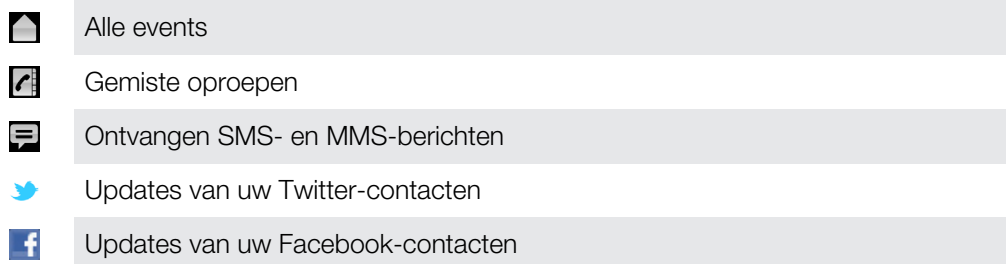 Alle events
Gemiste oproepen
Ontvangen SMS- en MMS-berichten
Updates van uw Twitter-contacten
Updates van uw Facebook-contacten